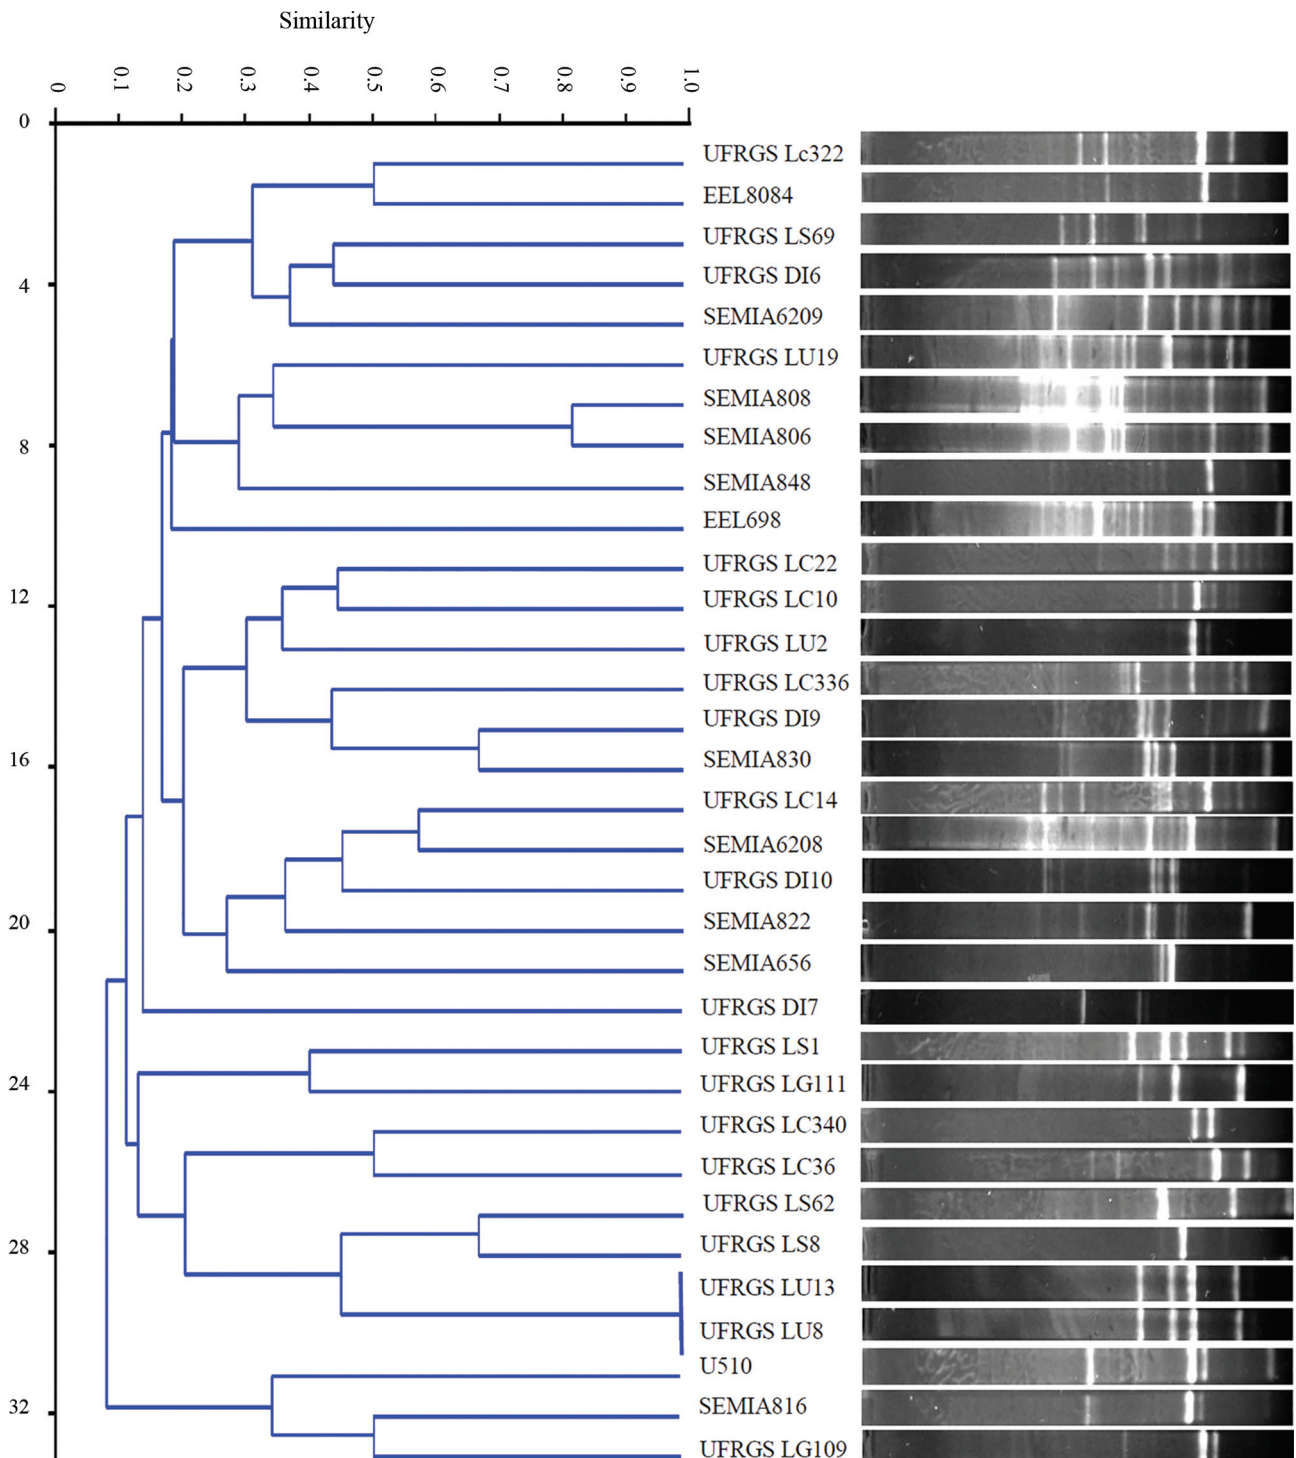 Similarity
0 0.1 0.2 0.3 0.4 0.5 0.6 0.7 0.8 0.9 1.0
0
UFRGS Lc322
EEL8084
UFRGS LS69
UFRGS DI6
4
SEMIA6209
UFRGS LU19
SEMIA808
SEMIA806
8
SEMIA848
EEL698
UFRGS LC22
UFRGS LC10
12
UFRGS LU2
UFRGS LC336
UFRGS DI9
SEMIA830
16
UFRGS LC14
SEMIA6208
UFRGS DI10
SEMIA822
20
SEMIA656
UFRGS DI7
UFRGS LS1
UFRGS LG111
24
UFRGS LC340
UFRGS LC36
UFRGS LS62
UFRGS LS8
28
UFRGS LU13
UFRGS LU8
U510
SEMIA816
32
UFRGS LG109